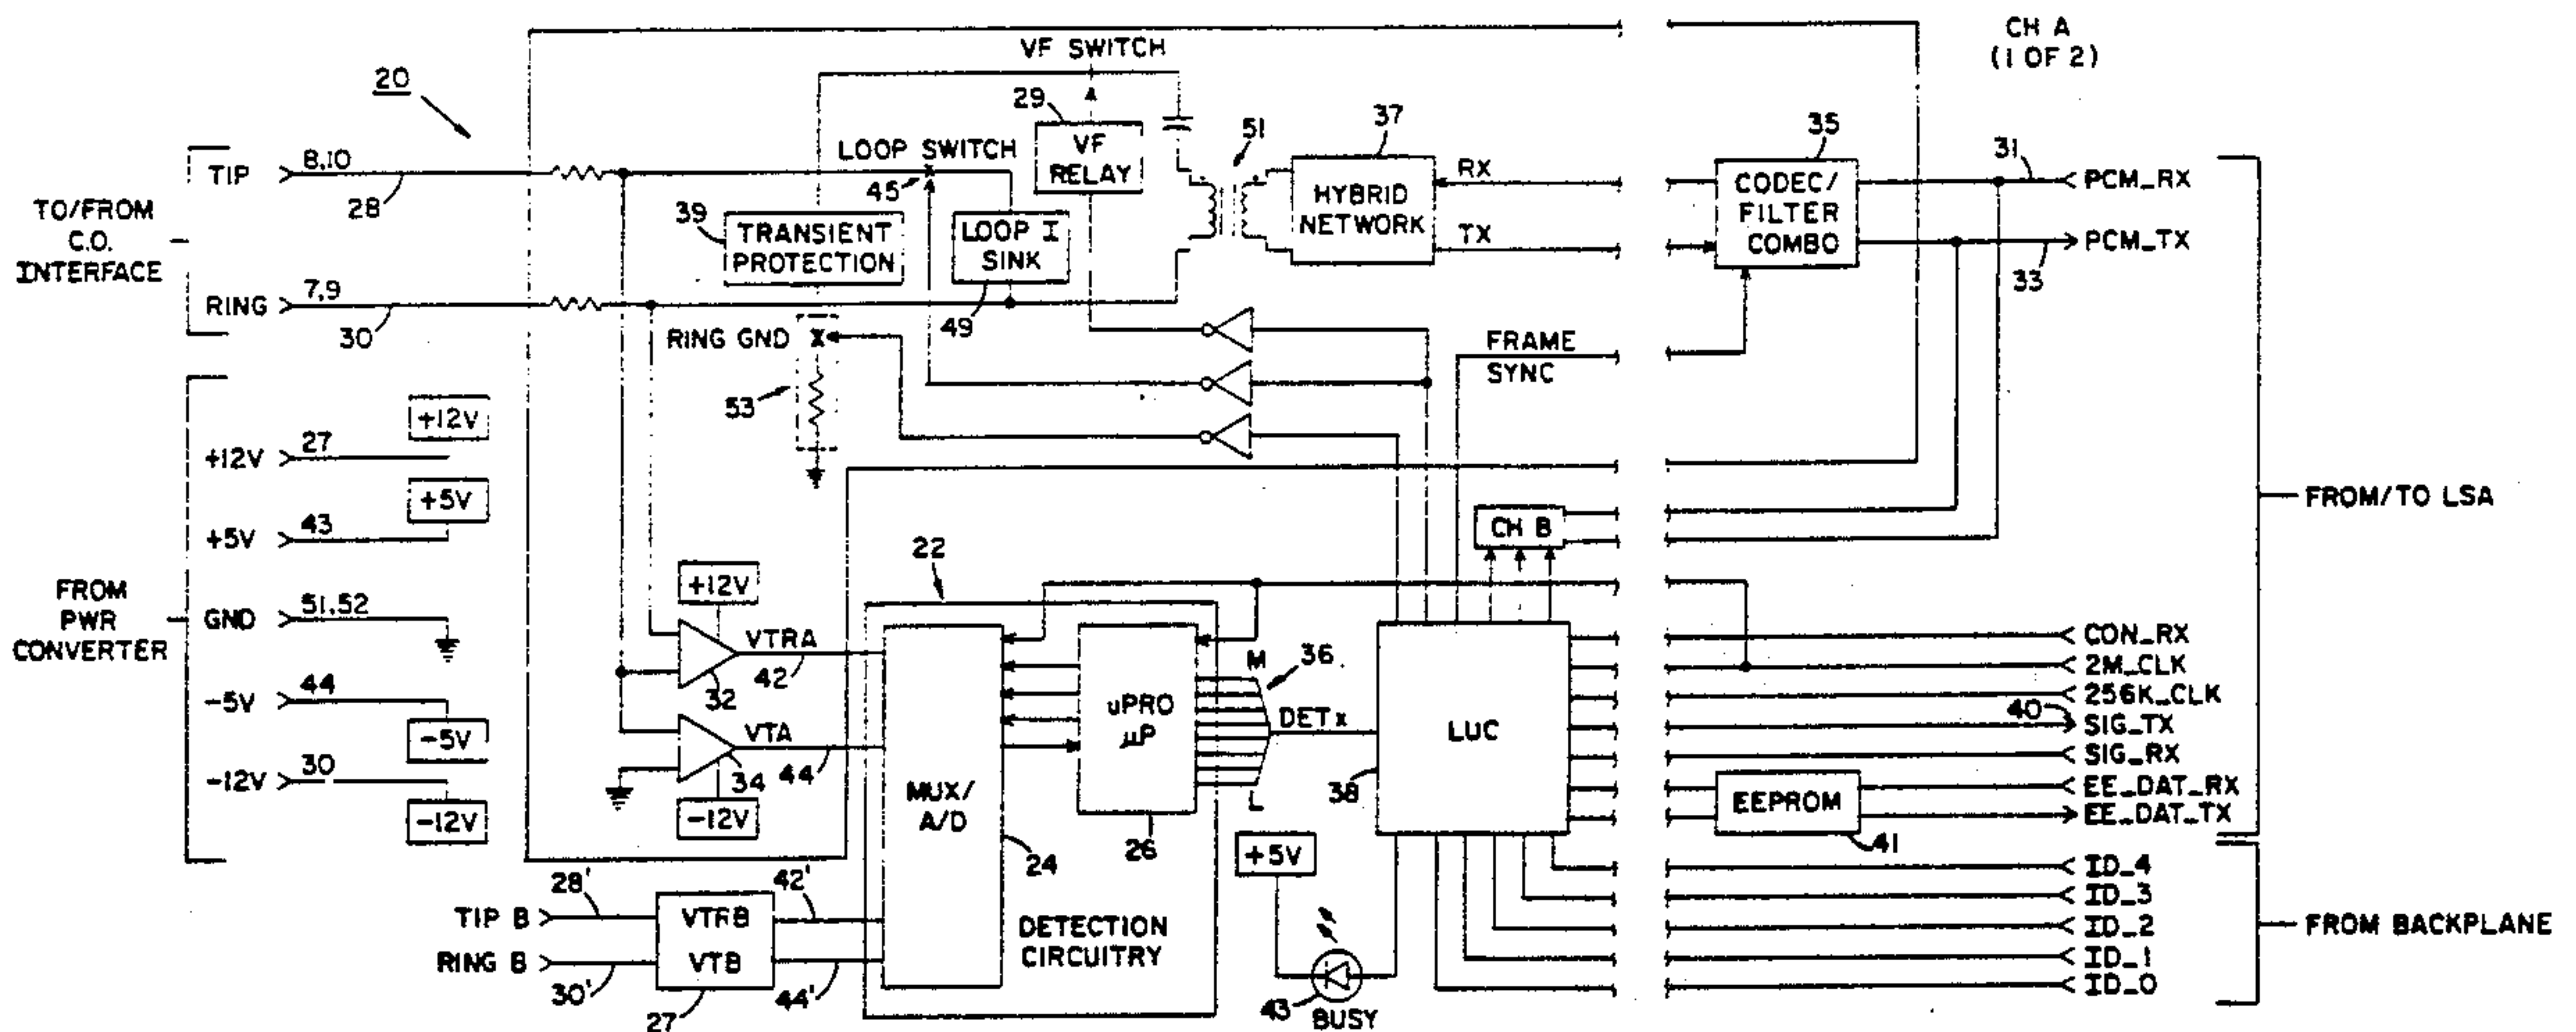 CH A
(1 OF 2)
VF SWITCH
20
29
VF
RELAY
51
37
HYBRID
NETWORK
RX
TX
35
CODEC/
FILTER
COMBO
31
PCM_RX
PCM_TX
33
TO/FROM
C.O.
INTERFACE
TIP
8,10
28
LOOP SWITCH
45
39
TRANSIENT
PROTECTION
LOOP I
SINK
49
RING
7,9
30
RING GND
53
FRAME
SYNC
FROM/TO LSA
FROM
PWR
CONVERTER
+12V
27
+12V
+5V
43
+5V
GND
51,52
-5V
44
-5V
-12V
30
-12V
CH B
22
+12V
VTRA
32
42
VTA
34
44
-12V
MUX/
A/D
24
uPRO
µP
26
M
36
L
DETx
LUC
38
CON_RX
2M_CLK
256K_CLK
40
SIG_TX
SIG_RX
EEPROM
41
EE_DAT_RX
EE_DAT_TX
+5V
43
BUSY
ID_4
ID_3
ID_2
ID_1
ID_0
FROM BACKPLANE
TIP B
28'
RING B
30'
VTRB
VTB
27
42'
44'
DETECTION
CIRCUITRY